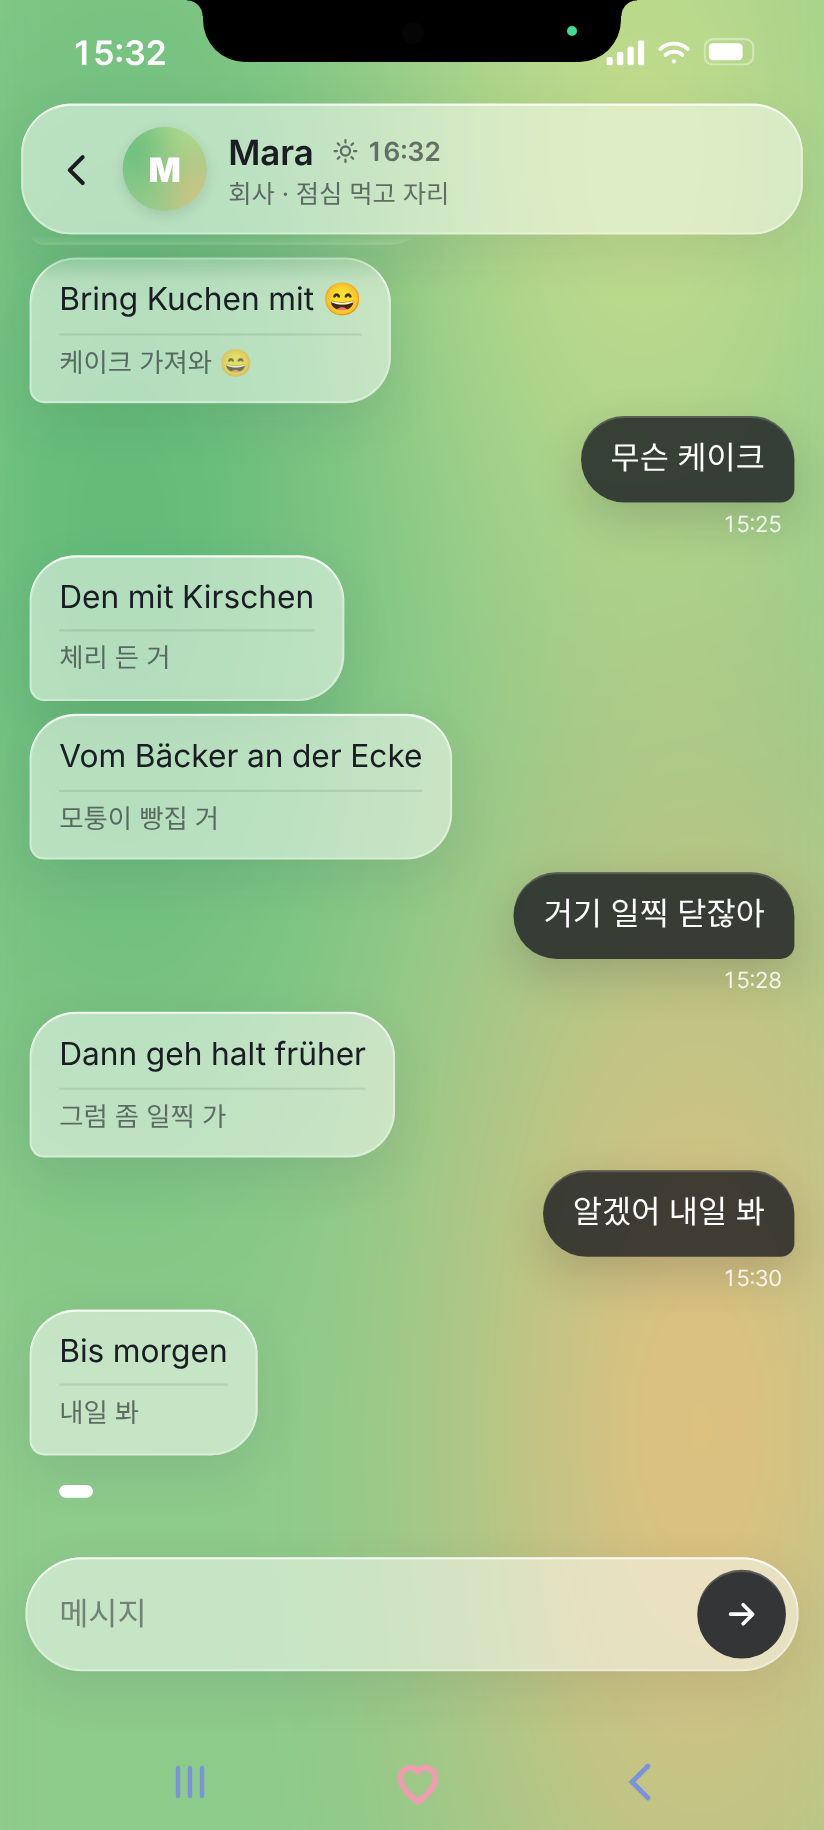 15:32
M
Mara 16:32
회사 · 점심 먹고 자리
Bring Kuchen mit 😄
케이크 가져와 😄
무슨 케이크
15:25
Den mit Kirschen
체리 든 거
Vom Bäcker an der Ecke
모퉁이 빵집 거
거기 일찍 닫잖아
15:28
Dann geh halt früher
그럼 좀 일찍 가
알겠어 내일 봐
15:30
Bis morgen
내일 봐
메시지